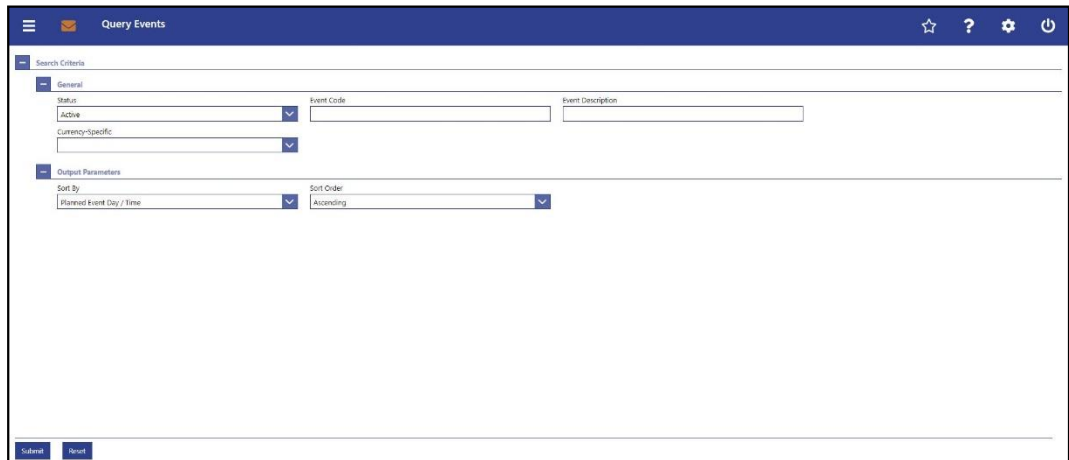 Query Events
Search Criteria
General
Status Event Code Event Description
Active
Currency-Specific
Output Parameters
Sort By Sort Order
Planned Event Day / Time Ascending
Submit Reset